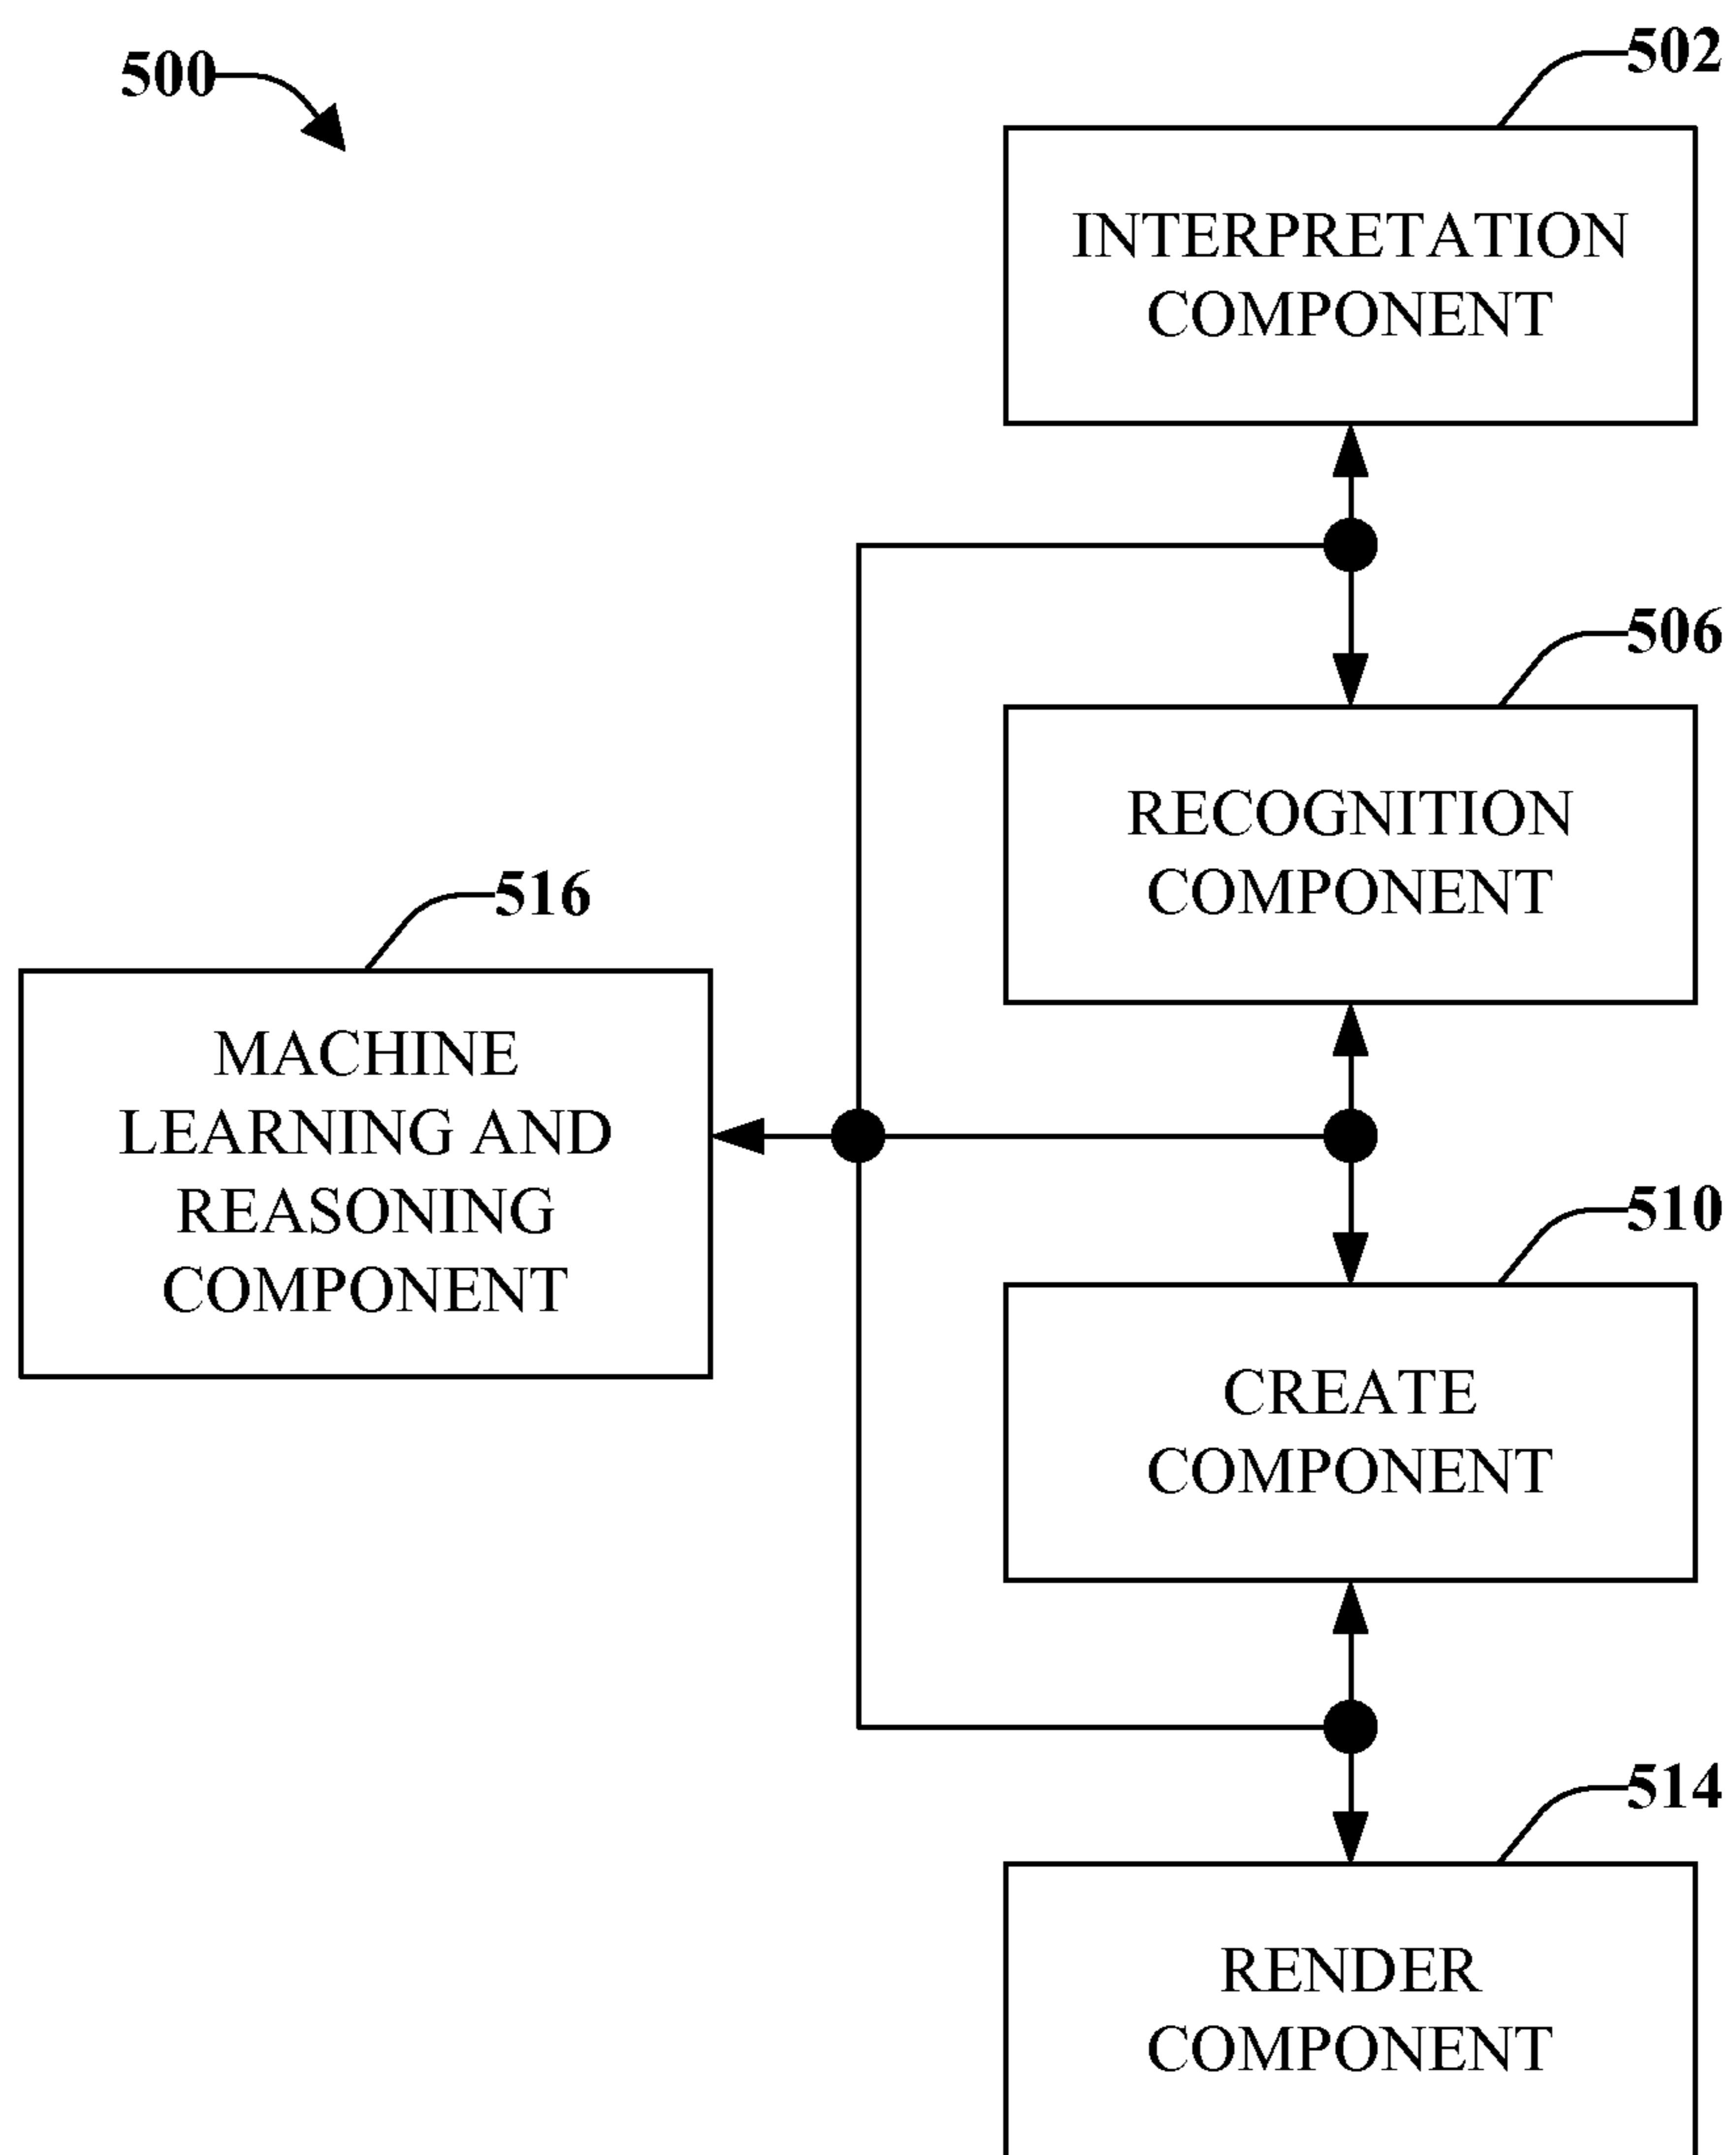 500
502
INTERPRETATION
COMPONENT
506
RECOGNITION
COMPONENT
516
MACHINE
LEARNING AND
REASONING
COMPONENT
510
CREATE
COMPONENT
514
RENDER
COMPONENT